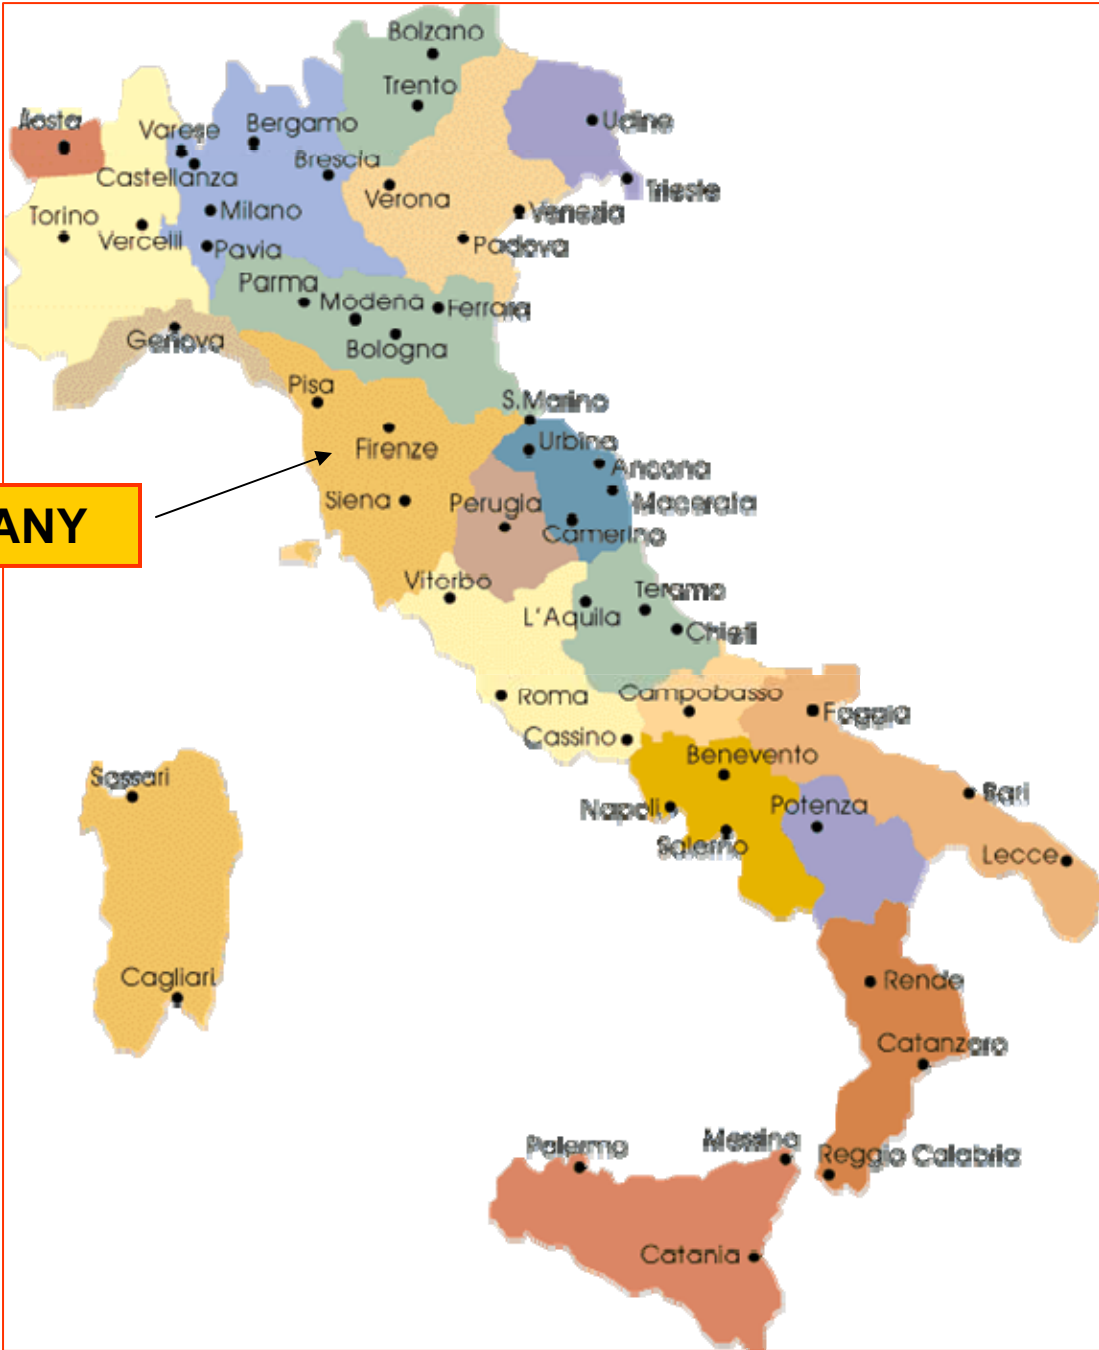 Bolzano
Trento
Aosta
Varese
Bergamo
Udine
Brescia
Castellanza
Verona
Trieste
Torino
Milano
Venezia
Vercelli
Pavia
Padova
Parma
Modena
Ferrara
Genova
Bologna
Pisa
S.Marino
Firenze
Urbino
Ancona
Siena
Perugia
Macerata
ANY
Camerino
Viterbo
Teramo
L'Aquila
Chieti
Roma
Campobasso
Foggia
Cassino
Benevento
Sassari
Napoli
Potenza
Bari
Salerno
Lecce
Cagliari
Rende
Catanzaro
Palermo
Messina
Reggio Calabria
Catania